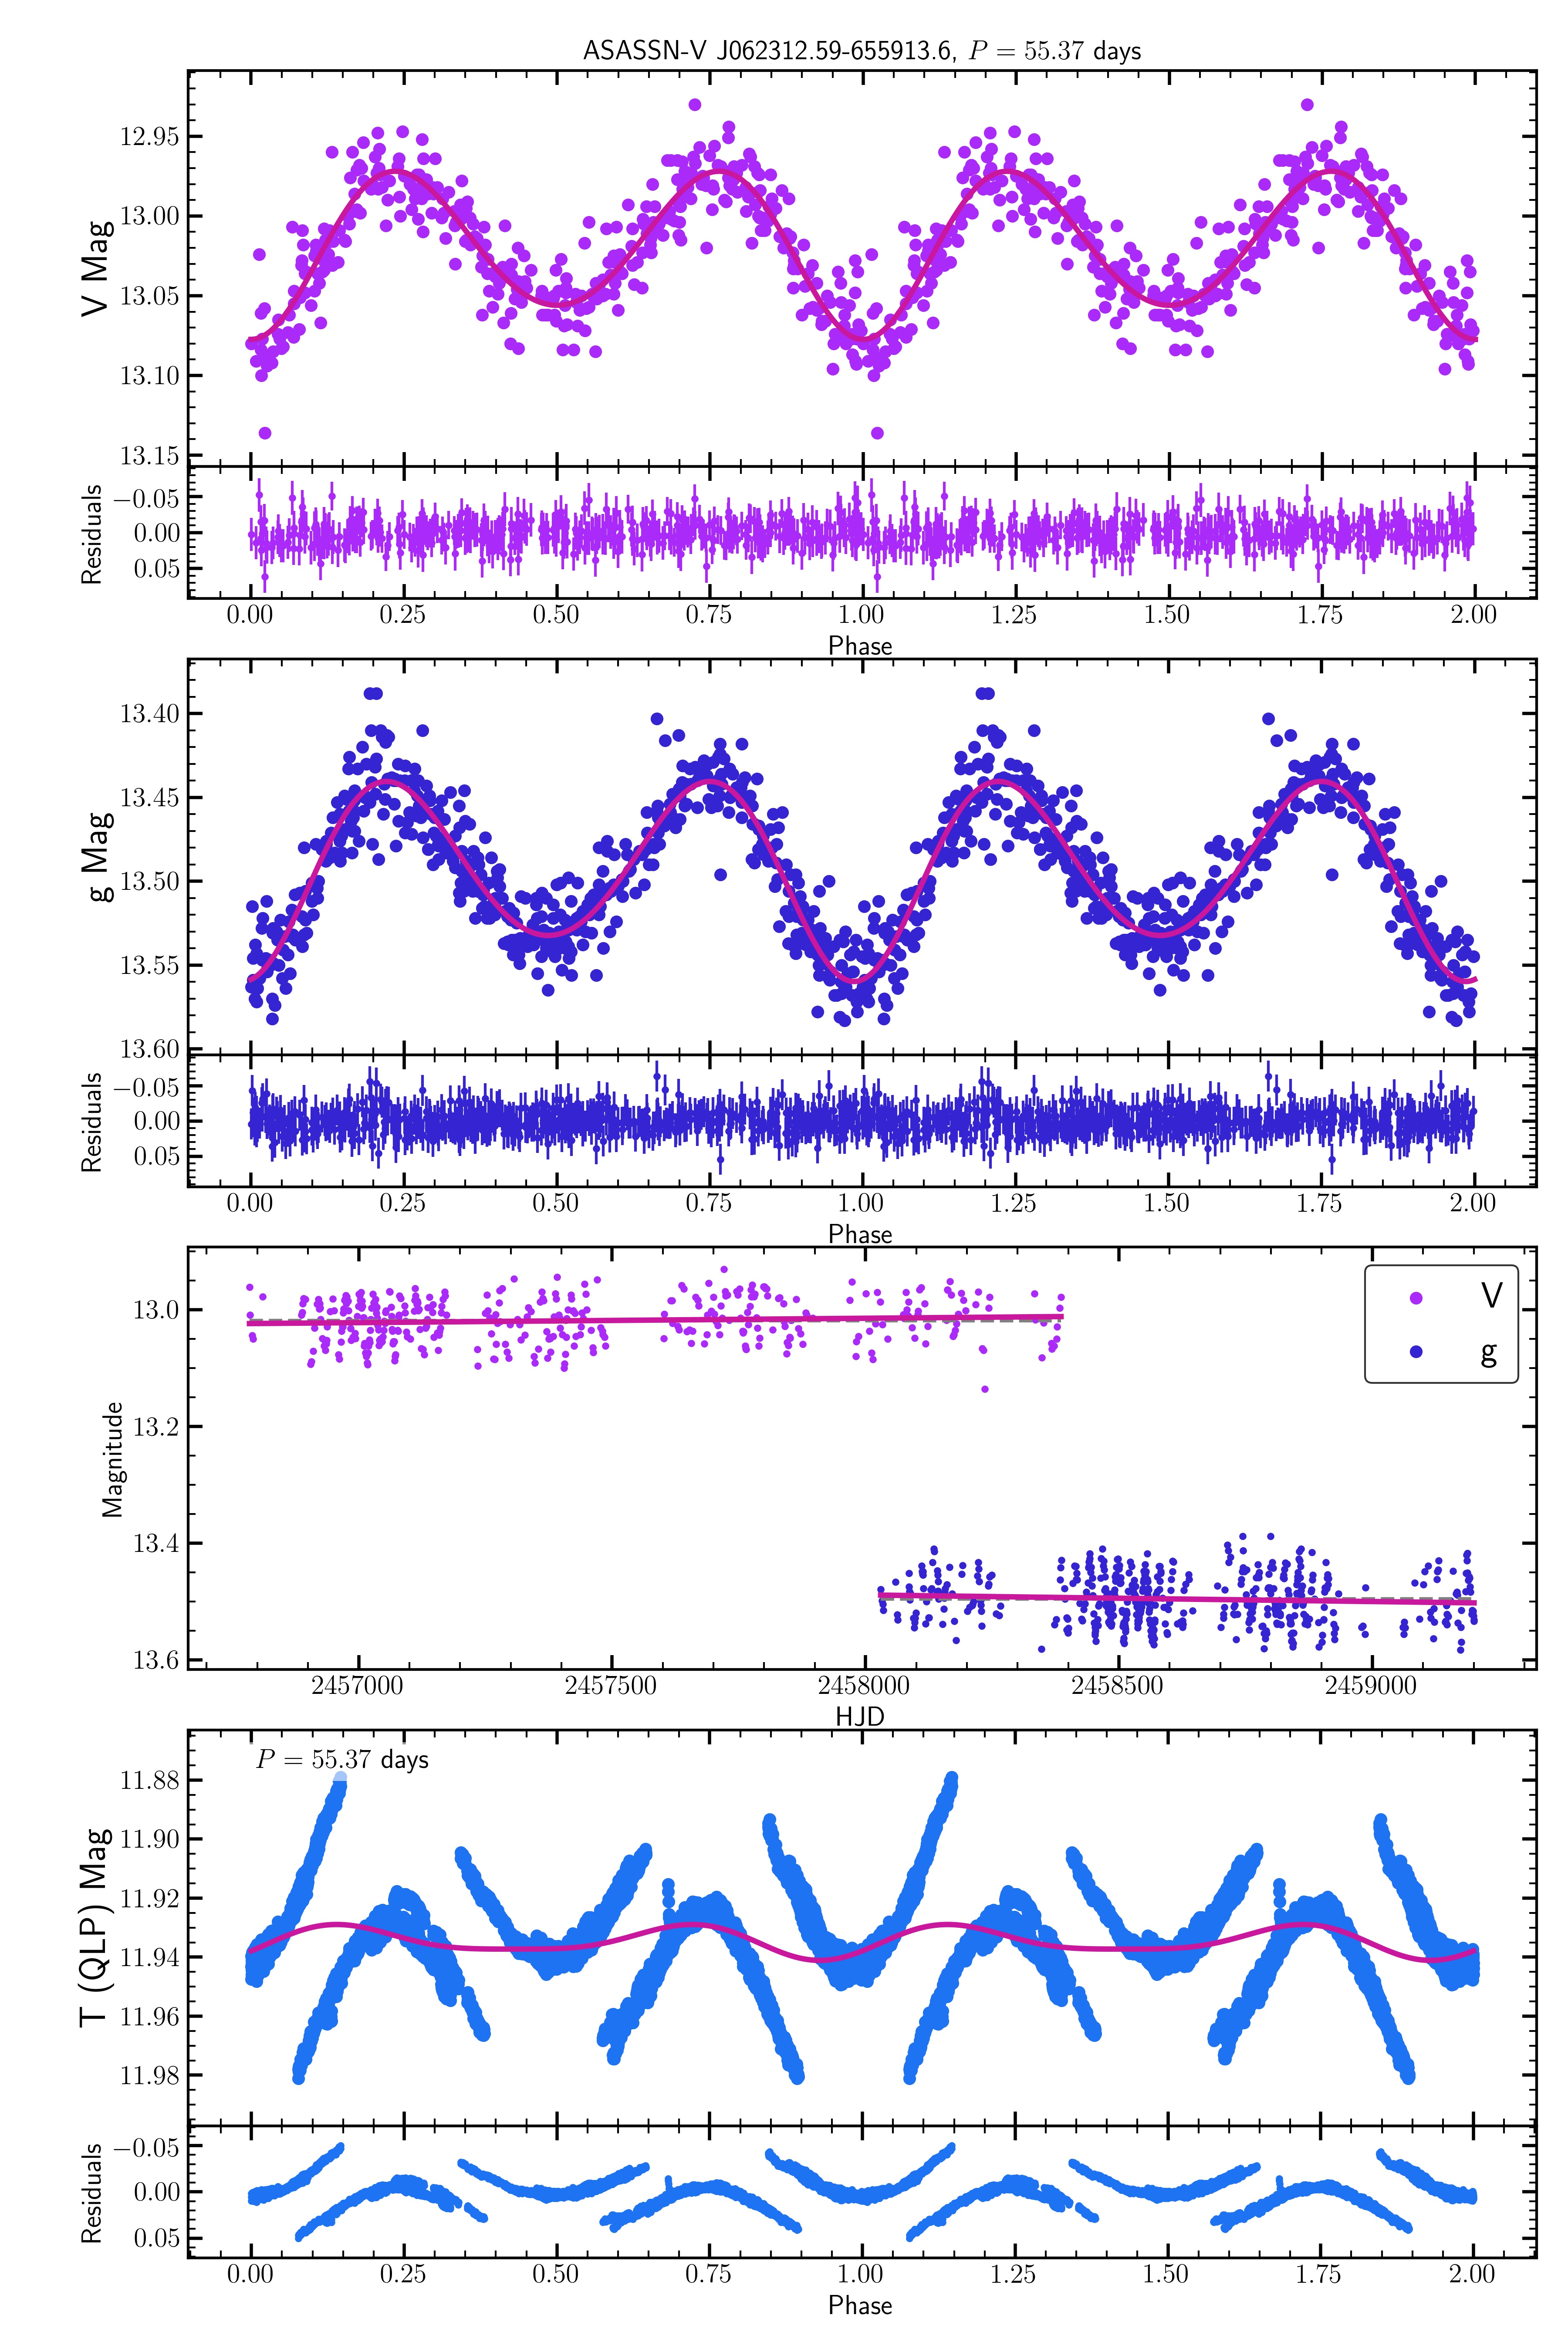 ASASSN-V J062312.59-655913.6, P = 55.37 days
V Mag
12.95
13.00
13.05
13.10
13.15
Residuals
−0.05
0.00
0.05
0.00 0.25 0.50 0.75 1.00 1.25 1.50 1.75 2.00
Phase
g Mag
13.40
13.45
13.50
13.55
13.60
Residuals
−0.05
0.00
0.05
0.00 0.25 0.50 0.75 1.00 1.25 1.50 1.75 2.00
Phase
Magnitude
13.0
13.2
13.4
13.6
V
g
2457000 2457500 2458000 2458500 2459000
HJD
P = 55.37 days
T (QLP) Mag
11.88
11.90
11.92
11.94
11.96
11.98
Residuals
−0.05
0.00
0.05
0.00 0.25 0.50 0.75 1.00 1.25 1.50 1.75 2.00
Phase